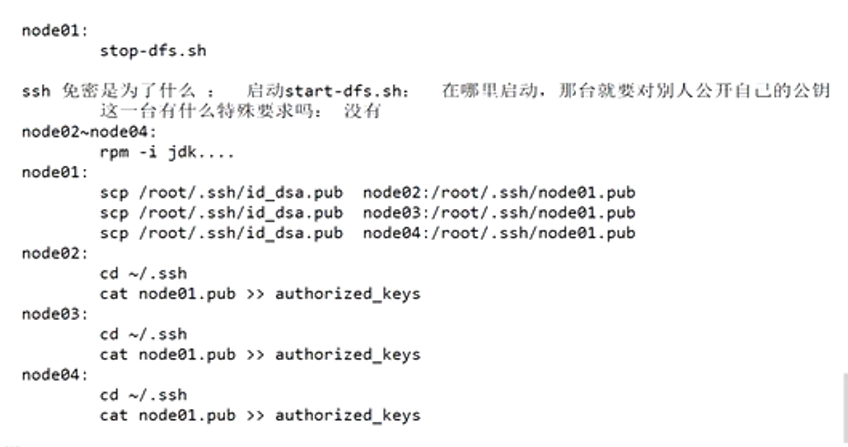 node01:
stop-dfs.sh
ssh 免密是为了什么 ： 启动start-dfs.sh： 在哪里启动，那台就要对别人公开自己的公钥
这一台有什么特殊要求吗： 没有
node02~node04:
rpm -i jdk....
node01:
scp /root/.ssh/id_dsa.pub node02:/root/.ssh/node01.pub
scp /root/.ssh/id_dsa.pub node03:/root/.ssh/node01.pub
scp /root/.ssh/id_dsa.pub node04:/root/.ssh/node01.pub
node02:
cd ~/.ssh
cat node01.pub >> authorized_keys
node03:
cd ~/.ssh
cat node01.pub >> authorized_keys
node04:
cd ~/.ssh
cat node01.pub >> authorized_keys